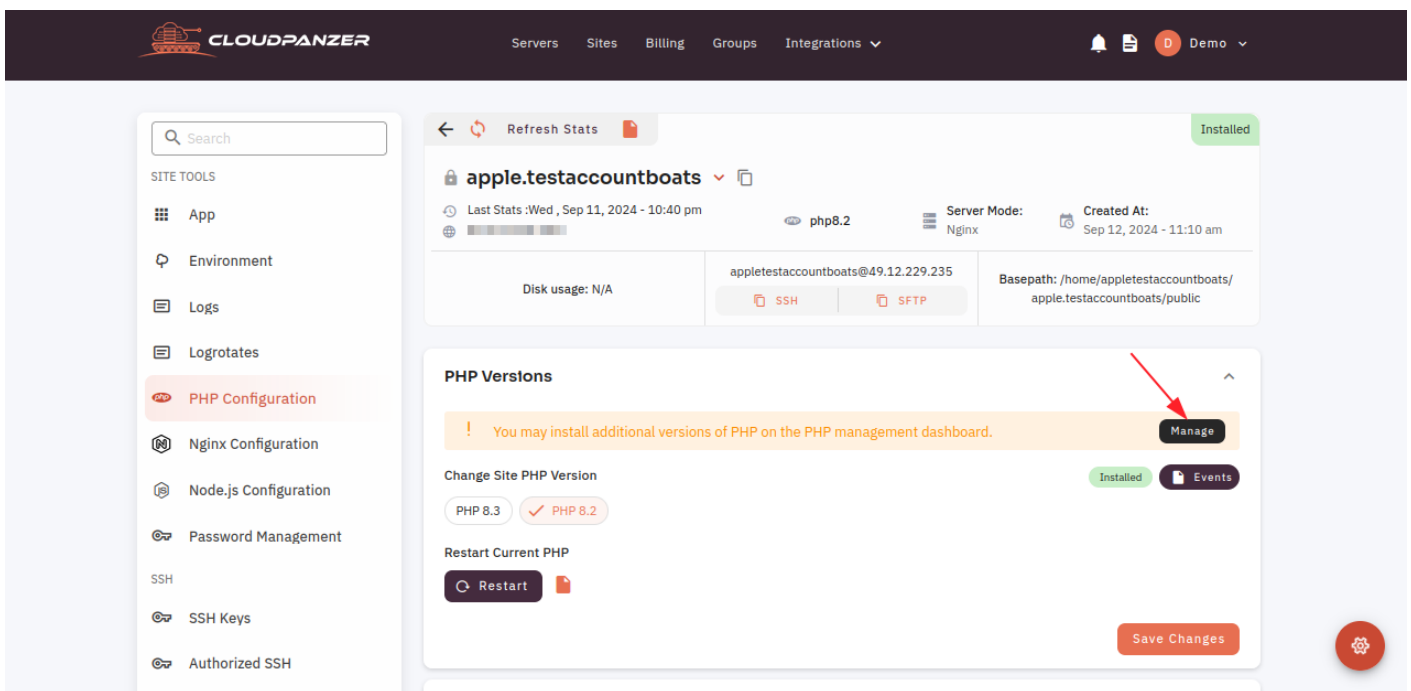 CLOUDPANZER
Servers Sites Billing Groups Integrations
D Demo
Search
SITE TOOLS
App
Environment
Logs
Logrotates
php PHP Configuration
Nginx Configuration
Node.js Configuration
Password Management
SSH
SSH Keys
Authorized SSH
Refresh Stats
Installed
apple.testaccountboats
Last Stats :Wed , Sep 11, 2024 - 10:40 pm
php8.2
Server Mode:
Nginx
Created At:
Sep 12, 2024 - 11:10 am
Disk usage: N/A
appletestaccountboats@49.12.229.235
SSH SFTP
Basepath: /home/appletestaccountboats/
apple.testaccountboats/public
PHP Versions
! You may install additional versions of PHP on the PHP management dashboard.
Manage
Change Site PHP Version
Installed Events
PHP 8.3 PHP 8.2
Restart Current PHP
Restart
Save Changes